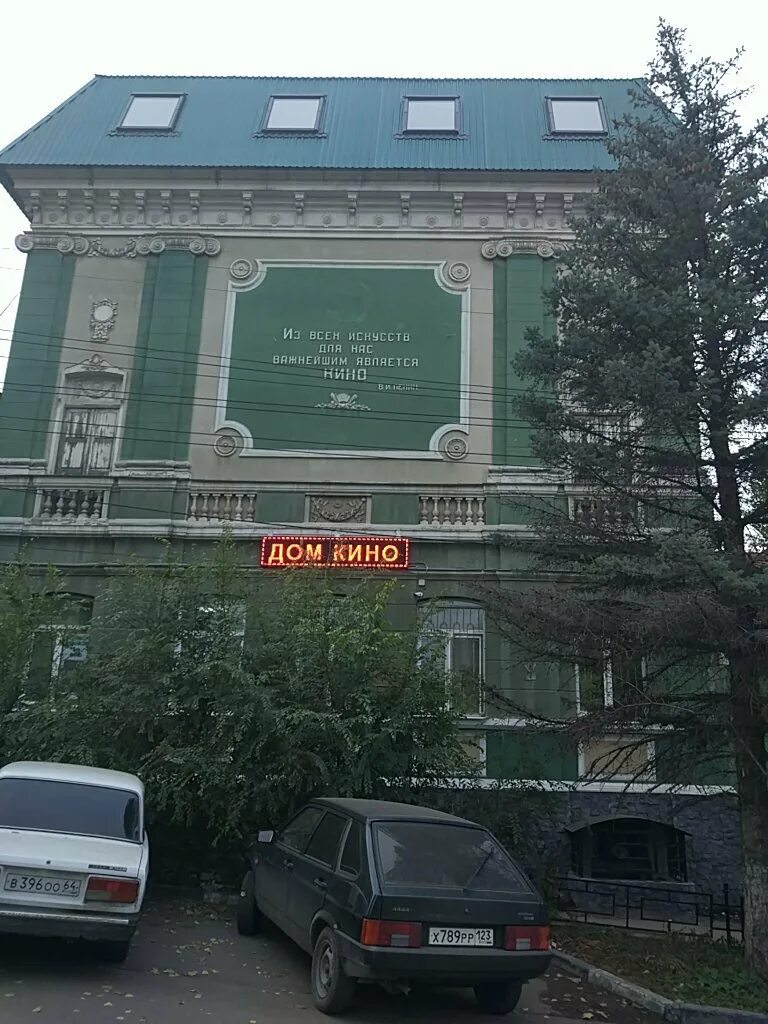 Из всех искусств
для нас
важнейшим является
кино
В.И.Ленин
ДОМ КИНО
В 396 ОО 64
Х 789 РР 123